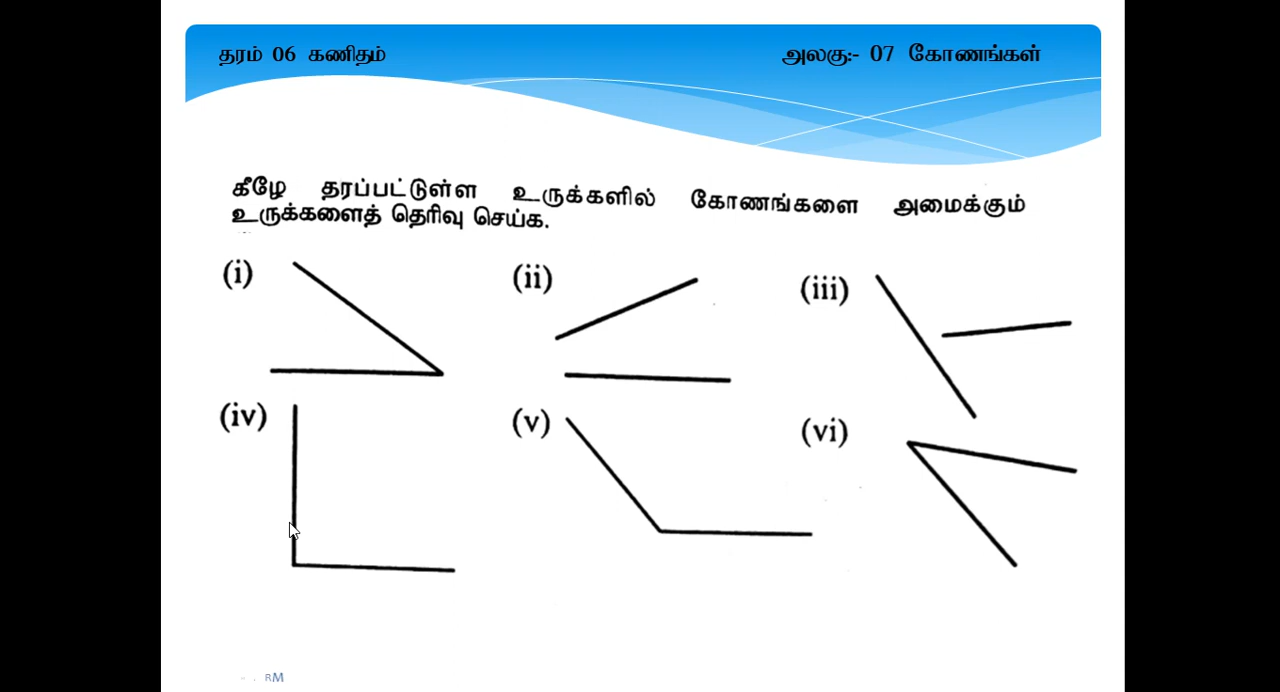 தரம் 06 கணிதம் அலகு:- 07 கோணங்கள்
கீழே தரப்பட்டுள்ள உருக்களில் கோணங்களை அமைக்கும்
உருக்களைத் தெரிவு செய்க.
(i) (ii) (iii)
(iv) (v) (vi)
RM